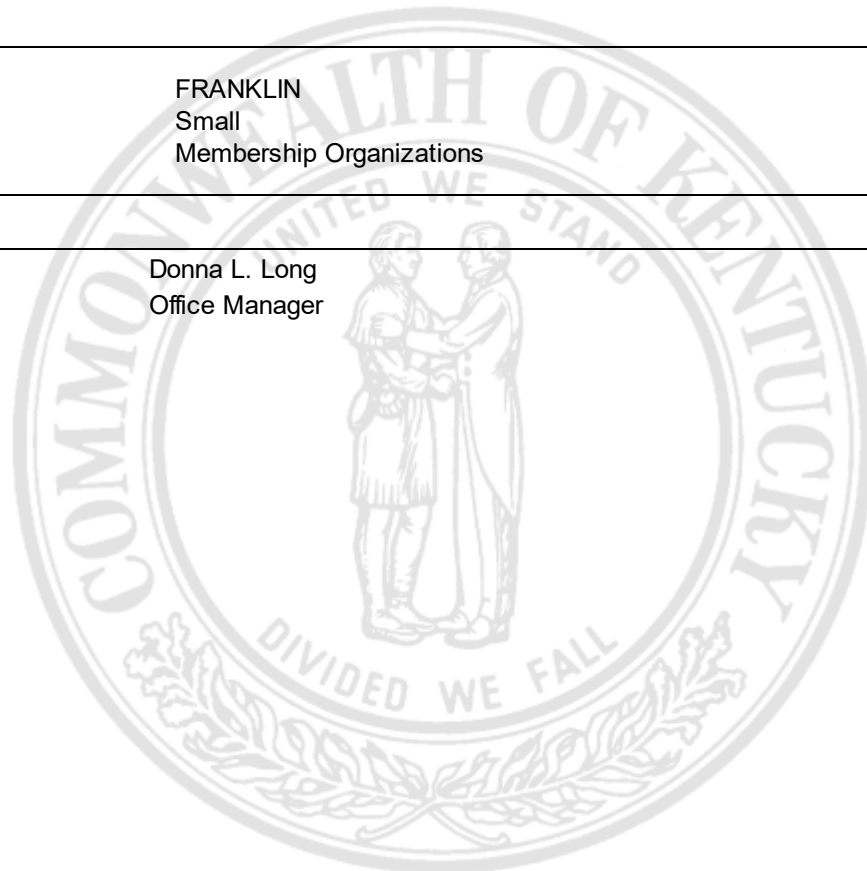 FRANKLIN
Small
Membership Organizations
Donna L. Long
Office Manager
COMMONWEALTH OF KENTUCKY
UNITED WE STAND
DIVIDED WE FALL